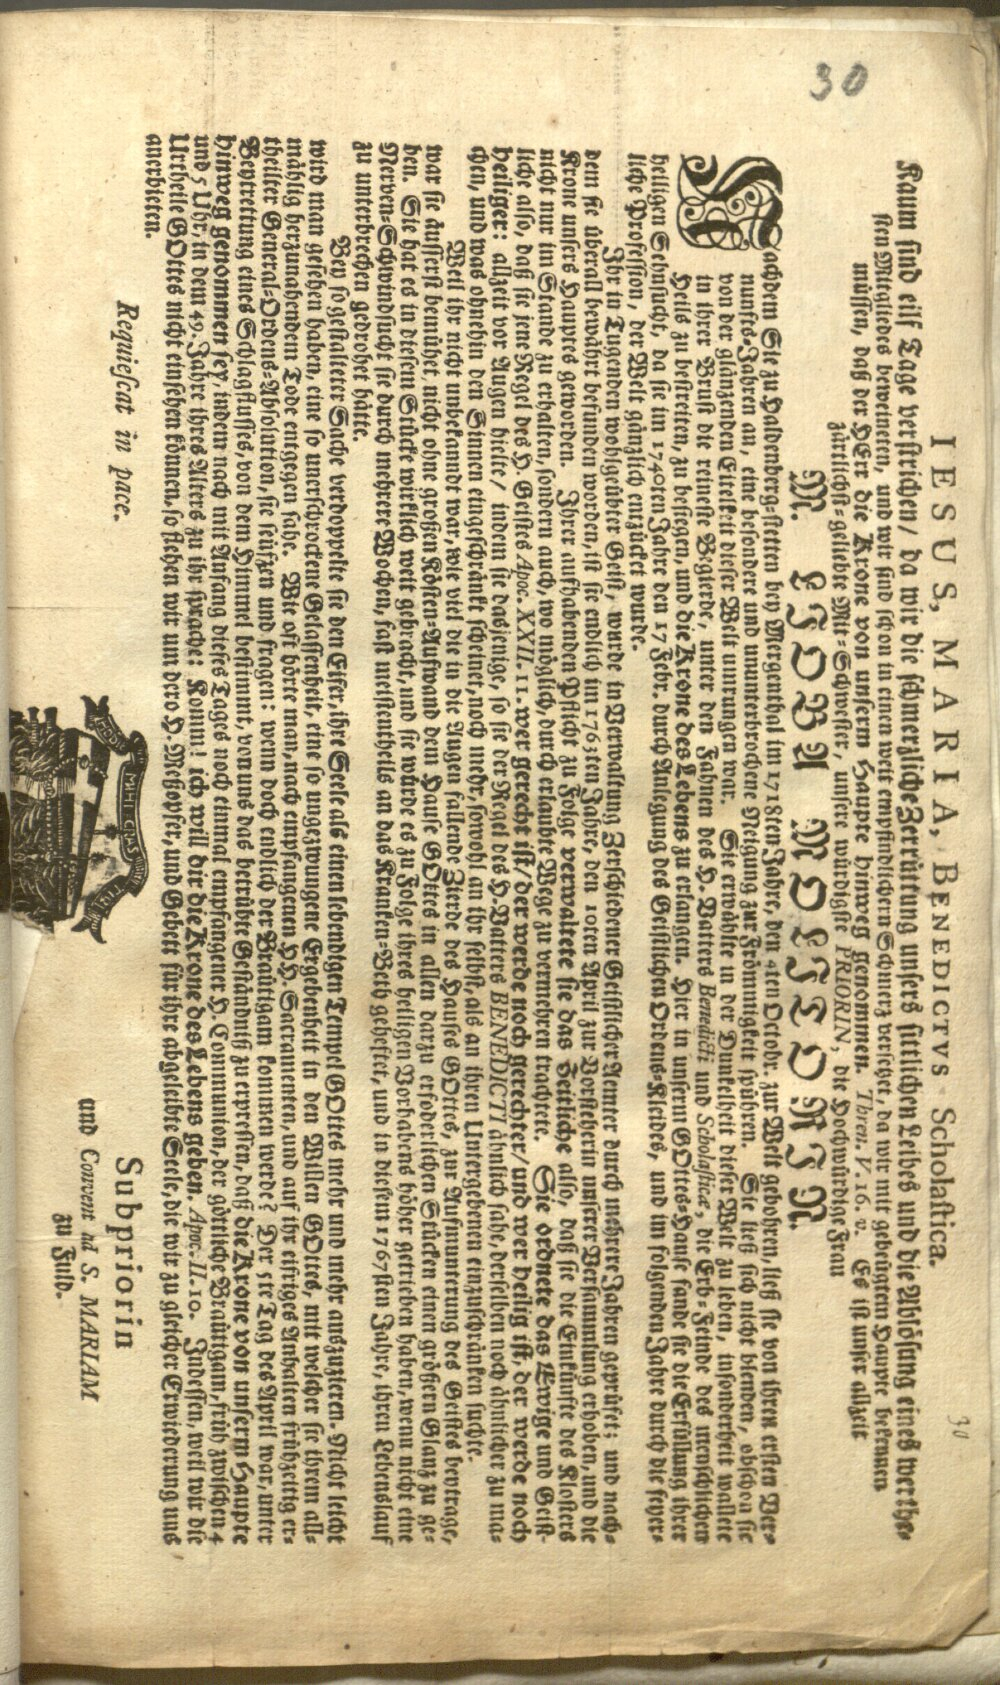 30
30
IESUS, MARIA, BENEDICTVS Scholastica.
Kaum sind eilf Tage verstrichen/ da wir die schmerzliche Zerrüttung unsers sittlichen Leibes und die Ablösung eines werthe-
sten Mitgliedes beweineten, und wir sind schon in einen weit empfindlichern Schmerz versetzet, da wir mit gebeugtem Haupte bekennen
müssen, daß der HErr die Krone von unserm Haupte hinweg genommen. Thren. V. 16. v. Es ist unser allzeit
zärtlichst-geliebte Mit-Schwester, unsere würdigste PRIORIN, die Hochwürdige Frau
M. LIOBA MOLITORIN.
Nachdem Sie zu Haldenberg-stetten bey Mergenthal im 1718ten Jahre, den 4ten Octobr. zur Welt gebohren, ließ sie von ihren ersten Ver-
nunfts-Jahren an, eine besondere und ununterbrochene Neigung zur Frömmigkeit spühren. Sie ließ sich nicht blenden, obschon sie
von der glänzenden Eitelkeit dieser Welt umrungen war. Sie erwählte in der Dunkelheit dieser Welt zu leben, insonderheit wallete
in ihrer Brust die reineste Begierde, unter den Fahnen des H. Vatters Benedicti und Scholasticæ, die Erb-Feinde des menschlichen
Heils zu bestreiten, zu besiegen, und die Krone des Lebens zu erlangen. Hier in unserm GOttes-Hause fande sie die Erfüllung ihrer
heiligen Sehnsucht, da sie im 1740ten Jahre den 17 Febr. durch Anlegung des Geistlichen Ordens-Kleides, und im folgenden Jahre durch die feyer-
liche Profession, der Welt gänzlich entzücket wurde.
Ihr in Tugenden wohlgeübter Geist, wurde in Verwaltung Verschiedener Geistlicher Aemter durch mehrere Jahren geprüfet; und nach-
dem sie überall bewährt befunden worden, ist sie endlich im 1763ten Jahre, den 10ten April zur Vorsteherin unserer Versammlung erhoben, und die
Krone unsers Hauptes geworden. Ihrer aufhabenden Pflicht zu Folge verwaltete sie das Zeitliche also, daß sie die Einkünfte des Klosters
nicht nur im Stande zu erhalten, sondern auch, wo möglich, durch erlaubte Wege zu vermehren trachtete. Sie ordnete das Ewige und Geist-
liche also, daß sie jene Regel des H. Geistes Apoc. XXII. 11. wer gerecht ist/ der werde noch gerechter/ und wer heilig ist, der werde noch
heiliger: allzeit vor Augen hielte/ indem sie dasjenige, so sie der Regel des H. Vatters BENEDICTI ähnlich sahe, derselben noch ähnlicher zu ma-
chen, und was ohnehin den Sinnen eingeschränkt scheinet, noch mehr, sowohl an ihr selbst, als an ihren Untergebenen einzuschränken suchte.
Weil ihr nicht unbekannt war, wie viel die in die Augen fallende Zierde des Hauses GOttes, zur Aufmunterung des Geistes beytrage,
war sie äusserst bemühet, nicht ohne großen Kösten-Aufwand dem Hause GOttes in allen darzu erfoderlichen Stücken einen größern Glanz zu ge-
ben. Sie hat es in diesem Stücke wirklich weit gebracht, und sie würde es zu Folge ihres heiligen Vorhabens höher getrieben haben, wenn nicht eine
Nerven-Schwindsucht sie durch mehrere Wochen, fast meistentheils an das Kranken-Beth geheftet, und in diesem 1767sten Jahre, ihren Lebenslauf
zu unterbrechen gedrohet hätte.
Bey so gestalteter Sache verdoppelte sie den Eifer, ihre Seele als einen lebendigen Tempel GOttes mehr und mehr auszuzieren. Nicht leicht
wird man gesehen haben, eine so unerschrockene Gelassenheit, eine so ungezwungene Ergebenheit in den Willen GOttes, mit welcher sie ihrem all-
mählig herzunahendem Tode entgegen sahe. Wie oft hörte man, nach empfangenen HH. Sacramenten, und auf ihr eifriges Anhalten frühzeitig er-
theilter General-Ordens-Absolution, sie seufzen und fragen: wenn doch endlich der Bräutigam kommen werde? Der 5te Tag des April war, unter
Beyrettung eines Schlagflusses, von dem Himmel bestimmt, von uns das betrübte Geständniß zu erpressen, daß die Krone von unserm Haupte
hinweg genommen sey, indem nach mit Anfang dieses Tages noch einmal empfangener H. Communion, der göttliche Bräutigam, früh zwischen 4
und 5 Uhr, in dem 49. Jahre ihres Alters zu ihr sprache: Komm! ich will dir die Krone des Lebens geben. Apoc. II. 10. Indessen, weil wir die
Urtheile GOttes nicht einsehen können, so flehen wir um dero H. Meßopfer, und Gebett für ihre abgelebte Seele, die wir zu gleicher Erwiederung uns
anerbieten.
Requiescat in pace.
Subpriorin
und Convent ad S. MARIAM
zu Fuld.